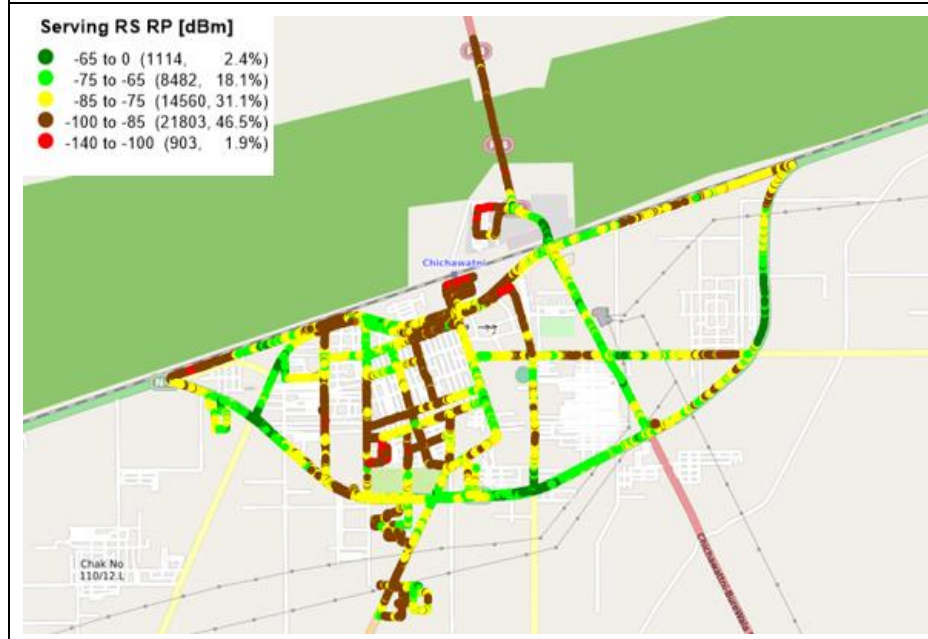 Serving RS RP [dBm]
-65 to 0 (1114, 2.4%)
-75 to -65 (8482, 18.1%)
-85 to -75 (14560, 31.1%)
-100 to -85 (21803, 46.5%)
-140 to -100 (903, 1.9%)
Chichawatni
Chak No
110/12.L
Chichawatni Burewala